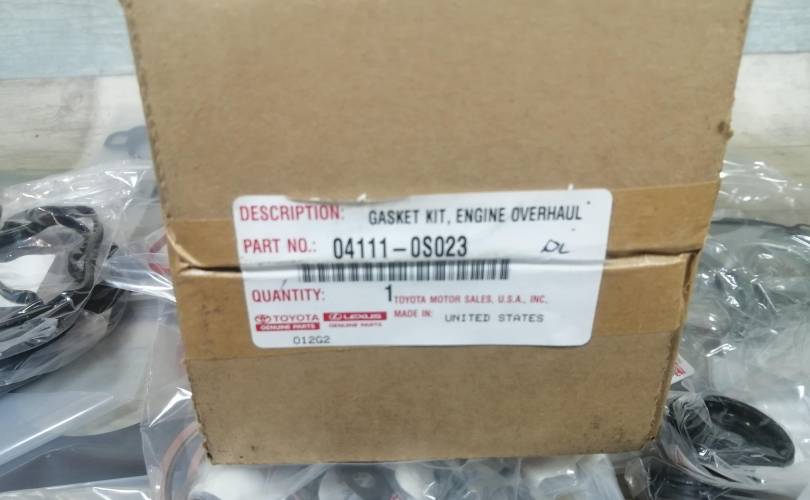 DESCRIPTION: GASKET KIT, ENGINE OVERHAUL
PART NO.: 04111-0S023 DL
QUANTITY: 1 TOYOTA MOTOR SALES, U.S.A., INC.
TOYOTA LEXUS MADE IN: UNITED STATES
GENUINE PARTS GENUINE PARTS
012G2